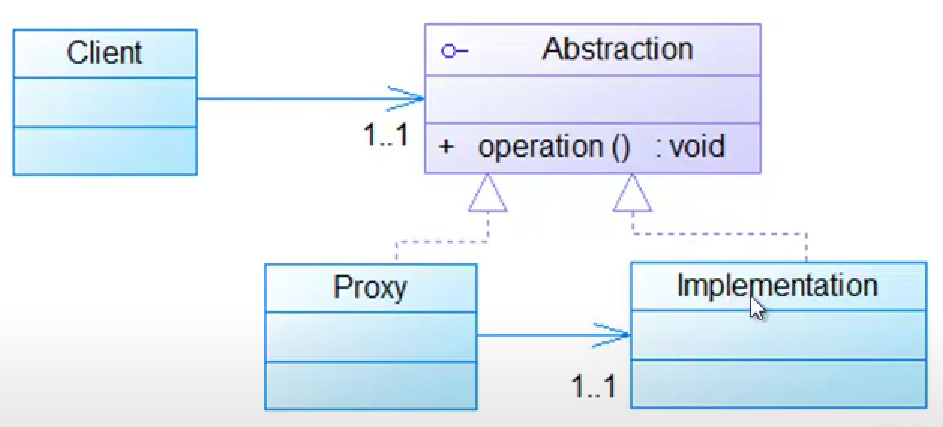 Client
Abstraction
1..1
+ operation () : void
Proxy
Implementation
1..1